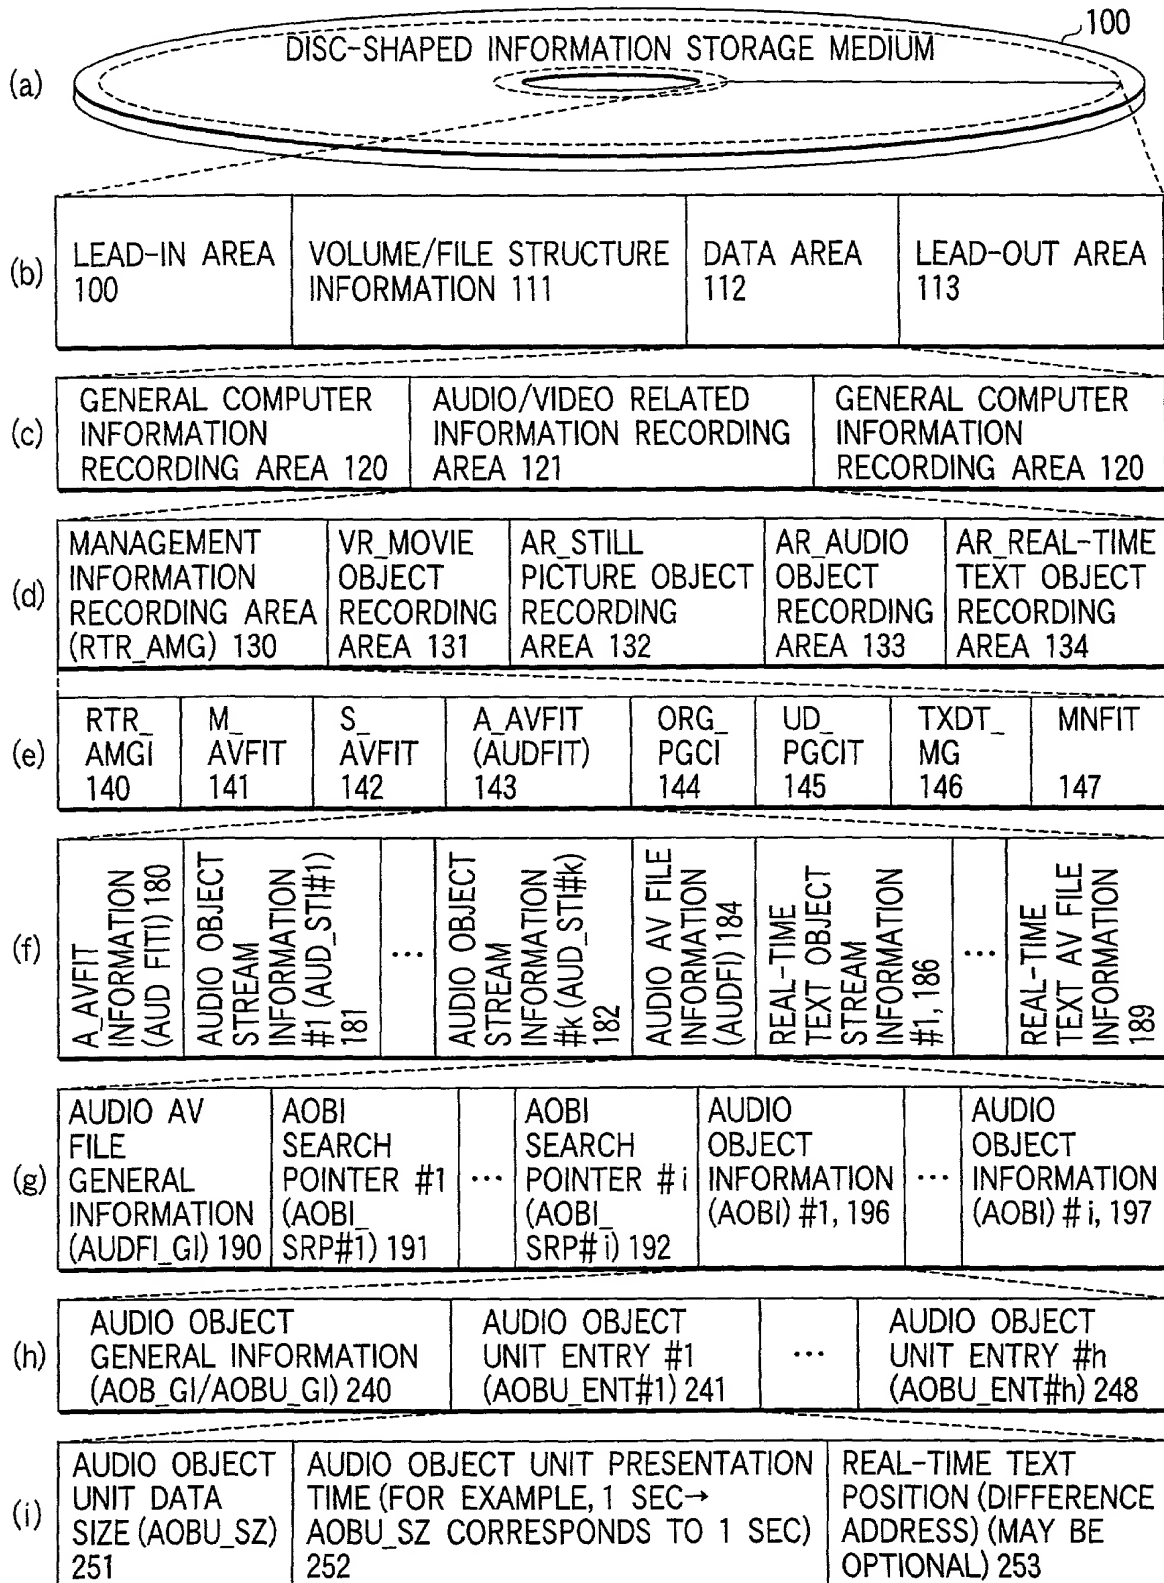 100
DISC-SHAPED INFORMATION STORAGE MEDIUM
(a)
(b)
LEAD-IN AREA
100
VOLUME/FILE STRUCTURE
INFORMATION 111
DATA AREA
112
LEAD-OUT AREA
113
(c)
GENERAL COMPUTER
INFORMATION
RECORDING AREA 120
AUDIO/VIDEO RELATED
INFORMATION RECORDING
AREA 121
GENERAL COMPUTER
INFORMATION
RECORDING AREA 120
(d)
MANAGEMENT
INFORMATION
RECORDING AREA
(RTR_AMG) 130
VR_MOVIE
OBJECT
RECORDING
AREA 131
AR_STILL
PICTURE OBJECT
RECORDING
AREA 132
AR_AUDIO
OBJECT
RECORDING
AREA 133
AR_REAL-TIME
TEXT OBJECT
RECORDING
AREA 134
(e)
RTR_
AMGI
140
M_
AVFIT
141
S_
AVFIT
142
A_AVFIT
(AUDFIT)
143
ORG_
PGCI
144
UD_
PGCIT
145
TXDT_
MG
146
MNFIT
147
(f)
A_AVFIT
INFORMATION
(AUD FITI) 180
AUDIO OBJECT
STREAM
INFORMATION
#1 (AUD_STI#1)
181
...
AUDIO OBJECT
STREAM
INFORMATION
#k (AUD_STI#k)
182
AUDIO AV FILE
INFORMATION
(AUDFI) 184
REAL-TIME
TEXT OBJECT
STREAM
INFORMATION
#1, 186
...
REAL-TIME
TEXT AV FILE
INFORMATION
189
(g)
AUDIO AV
FILE
GENERAL
INFORMATION
(AUDFI_GI) 190
AOBI
SEARCH
POINTER #1
(AOBI_
SRP#1) 191
...
AOBI
SEARCH
POINTER #i
(AOBI_
SRP#i) 192
AUDIO
OBJECT
INFORMATION
(AOBI) #1, 196
...
AUDIO
OBJECT
INFORMATION
(AOBI) #i, 197
(h)
AUDIO OBJECT
GENERAL INFORMATION
(AOB_GI/AOBU_GI) 240
AUDIO OBJECT
UNIT ENTRY #1
(AOBU_ENT#1) 241
...
AUDIO OBJECT
UNIT ENTRY #h
(AOBU_ENT#h) 248
(i)
AUDIO OBJECT
UNIT DATA
SIZE (AOBU_SZ)
251
AUDIO OBJECT UNIT PRESENTATION
TIME (FOR EXAMPLE, 1 SEC→
AOBU_SZ CORRESPONDS TO 1 SEC)
252
REAL-TIME TEXT
POSITION (DIFFERENCE
ADDRESS) (MAY BE
OPTIONAL) 253